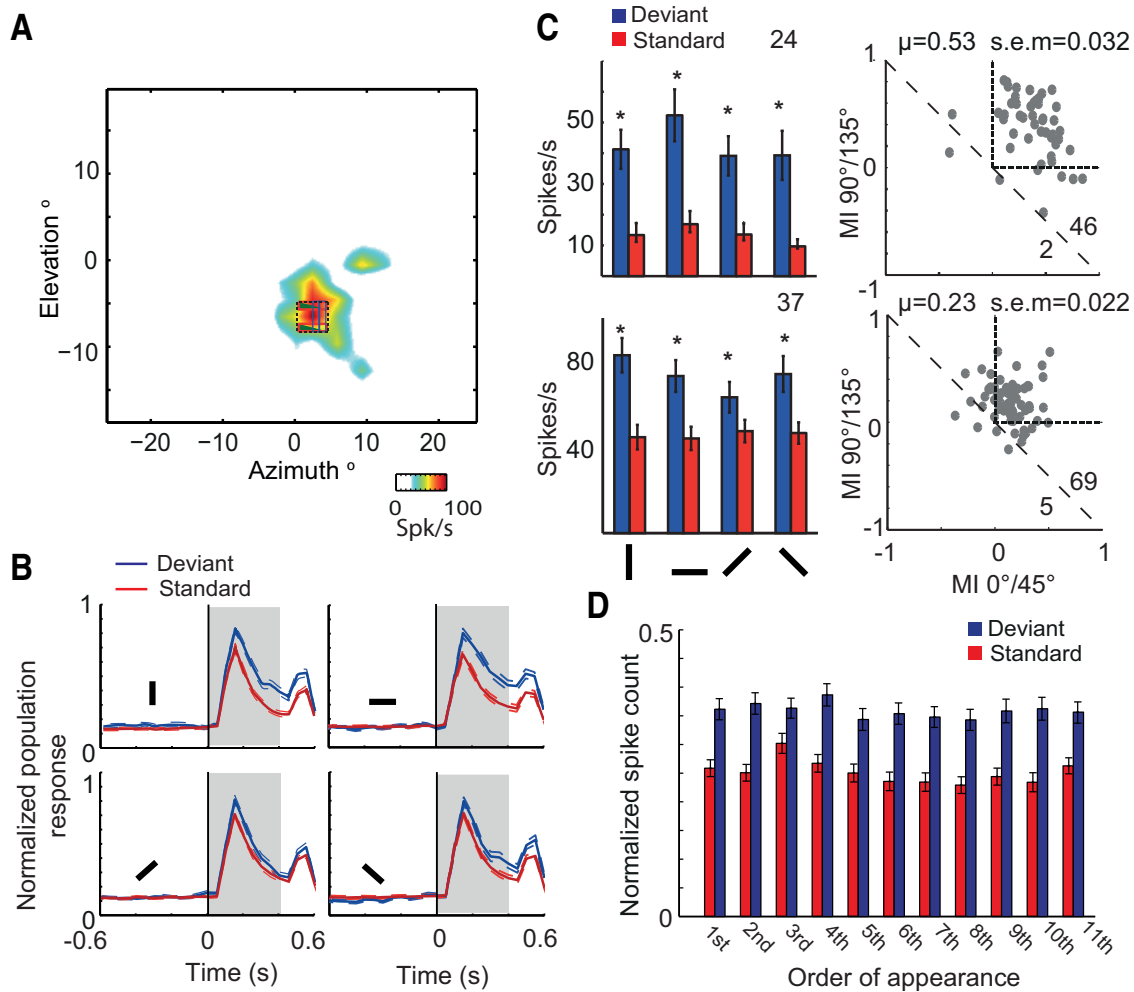 A
Elevation º
10
0
−10
−20
−10
0
10
20
Azimuth º
0
100
Spk/s
B
Deviant
Standard
Normalized population
response
1
0
1
0
-0.6
0
0.6
0
0.6
Time (s)
Time (s)
C
Deviant
Standard
24
Spikes/s
50
30
10
* * * *
37
Spikes/s
80
40
* * * *
µ=0.53 s.e.m=0.032
MI 90°/135°
1
0
-1
46
2
µ=0.23 s.e.m=0.022
MI 90°/135°
1
0
-1
69
5
-1
0
1
MI 0°/45°
D
Deviant
Standard
Normalized spike count
0.5
0
1st
2nd
3rd
4th
5th
6th
7th
8th
9th
10th
11th
Order of appearance